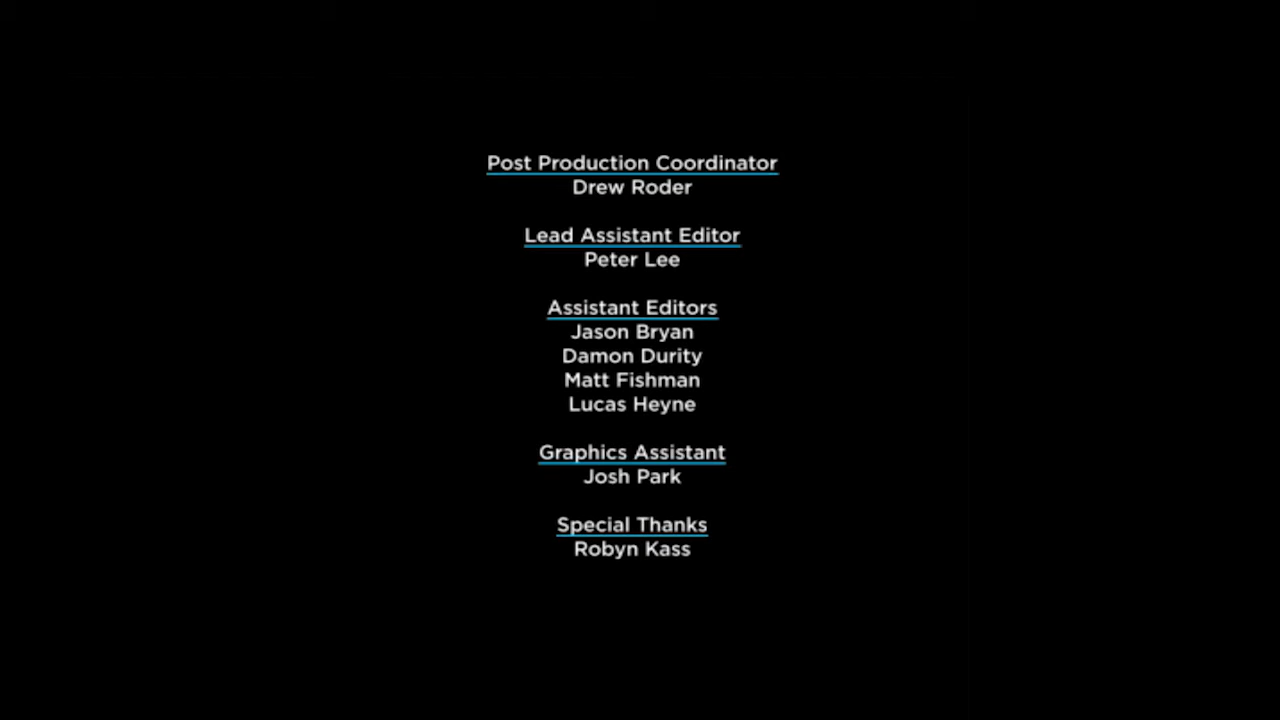 Post Production Coordinator
Drew Roder
Lead Assistant Editor
Peter Lee
Assistant Editors
Jason Bryan
Damon Durity
Matt Fishman
Lucas Heyne
Graphics Assistant
Josh Park
Special Thanks
Robyn Kass